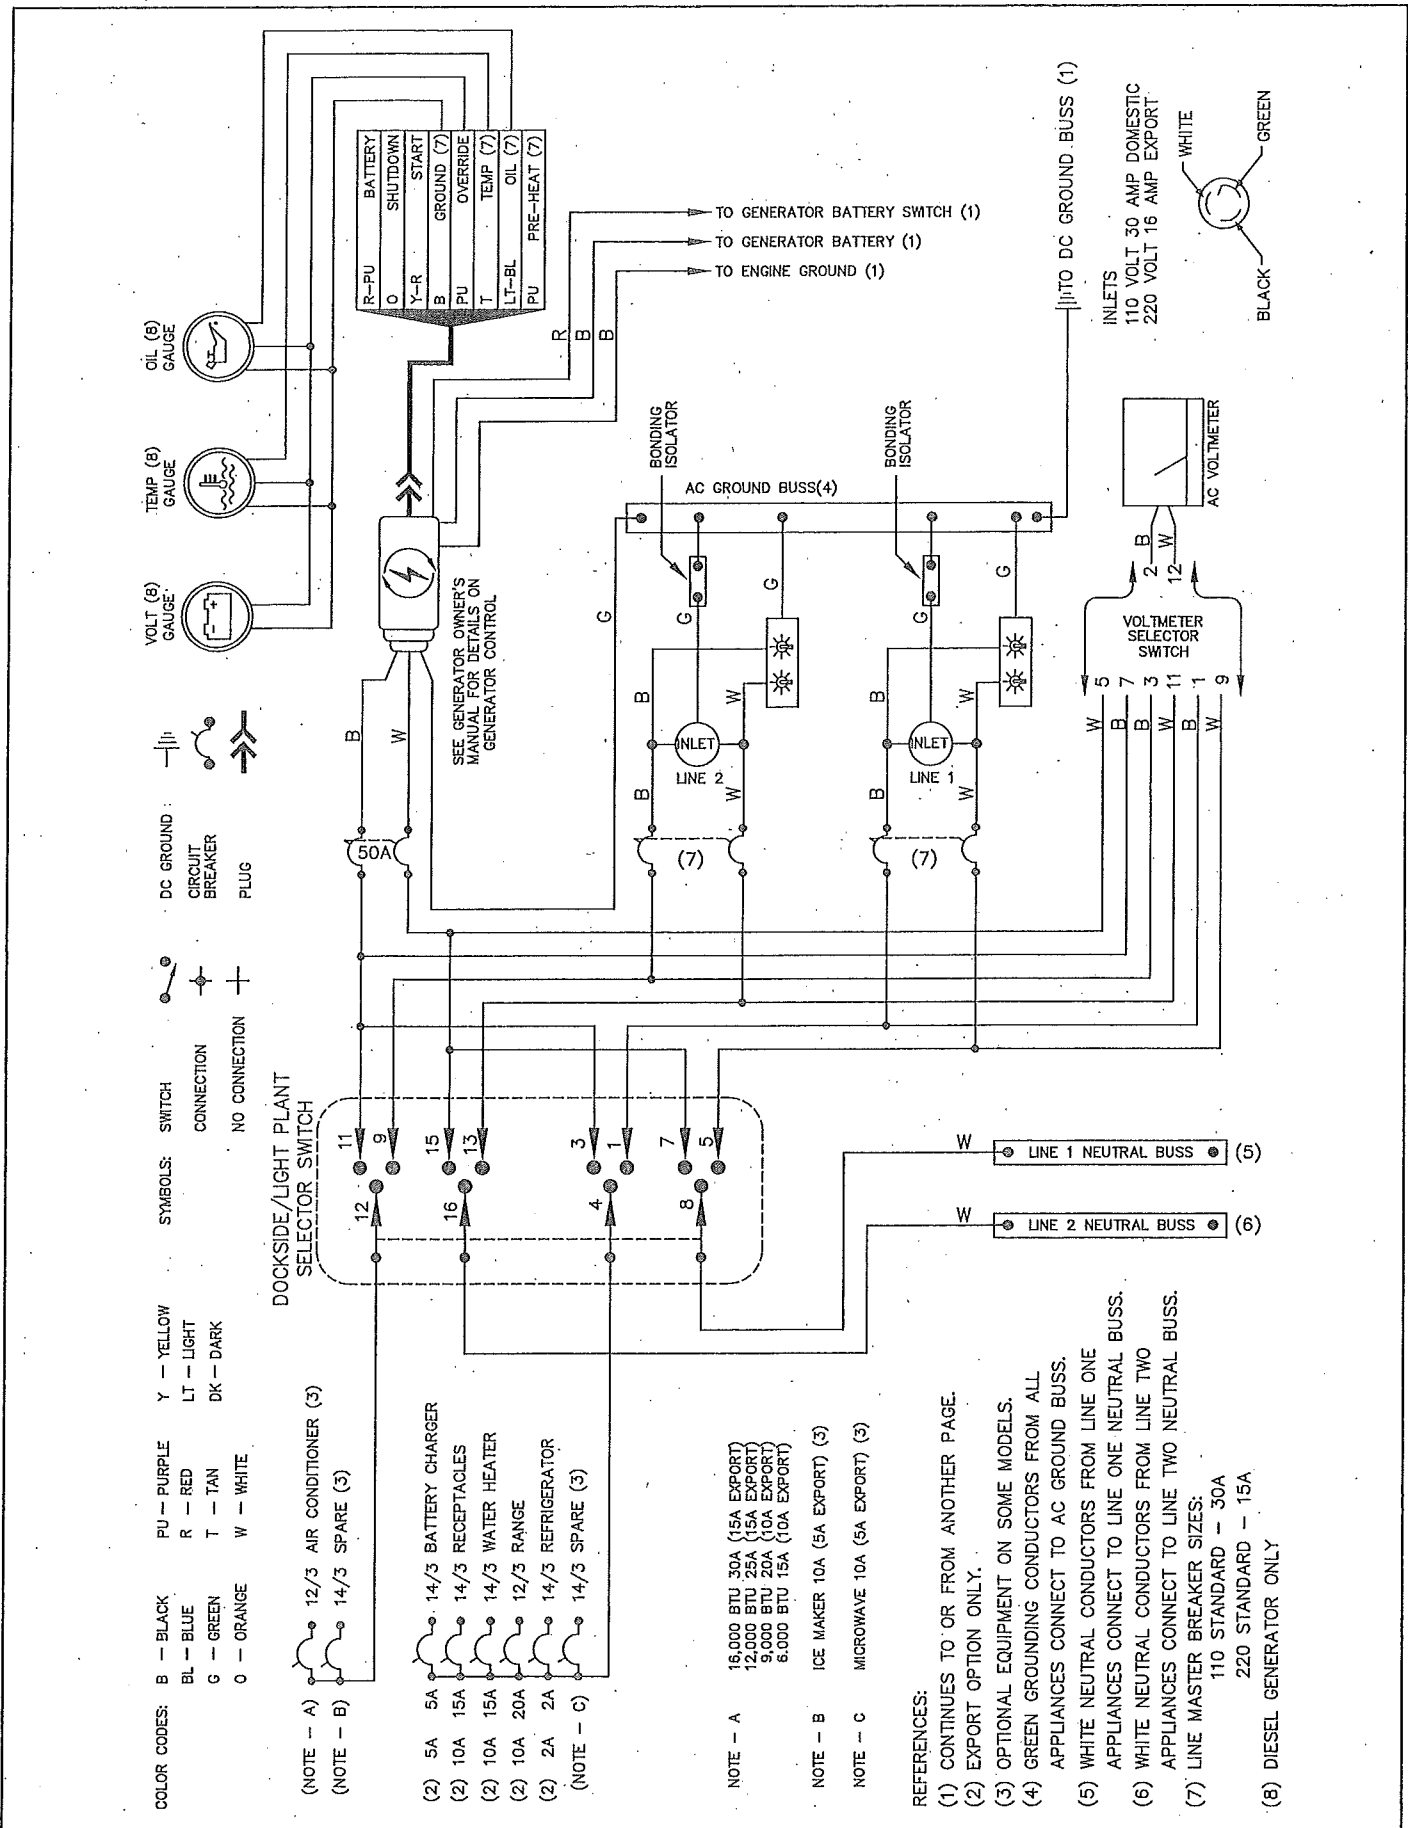 COLOR CODES:
B – BLACK
PU – PURPLE
Y – YELLOW
BL – BLUE
R – RED
LT – LIGHT
G – GREEN
T – TAN
DK – DARK
O – ORANGE
W – WHITE
SYMBOLS:
SWITCH
DC GROUND :
CONNECTION
CIRCUIT
BREAKER
NO CONNECTION
PLUG
VOLT (8)
GAUGE
TEMP (8)
GAUGE
OIL (8)
GAUGE
(NOTE – A)
12/3 AIR CONDITIONER (3)
(NOTE – B)
14/3 SPARE (3)
(2) 5A 5A
14/3 BATTERY CHARGER
(2) 10A 15A
14/3 RECEPTACLES
(2) 10A 15A
14/3 WATER HEATER
(2) 10A 20A
12/3 RANGE
(2) 2A 2A
14/3 REFRIGERATOR
(NOTE – C)
14/3 SPARE (3)
DOCKSIDE/LIGHT PLANT
SELECTOR SWITCH
11
9
12
15
13
16
3
1
4
7
5
8
50A
B
W
G
SEE GENERATOR OWNER'S
MANUAL FOR DETAILS ON
GENERATOR CONTROL
R–PU BATTERY
O SHUTDOWN
Y–R START
B GROUND (7)
PU OVERRIDE
T TEMP (7)
LT–BL OIL (7)
PU PRE–HEAT (7)
R
B
B
TO GENERATOR BATTERY SWITCH (1)
TO GENERATOR BATTERY (1)
TO ENGINE GROUND (1)
BONDING
ISOLATOR
AC GROUND BUSS(4)
BONDING
ISOLATOR
TO DC GROUND BUSS (1)
B
W
(7)
B
W
INLET
LINE 2
G
G
B
W
(7)
B
W
INLET
LINE 1
G
G
INLETS
110 VOLT 30 AMP DOMESTIC
220 VOLT 16 AMP EXPORT
WHITE
BLACK
GREEN
W 5
B 7
B 3
W 11
B 1
W 9
VOLTMETER
SELECTOR
SWITCH
2 B
12 W
AC VOLTMETER
W
LINE 1 NEUTRAL BUSS (5)
W
LINE 2 NEUTRAL BUSS (6)
NOTE – A
16,000 BTU 30A (15A EXPORT)
12,000 BTU 25A (15A EXPORT)
9,000 BTU 20A (10A EXPORT)
6.000 BTU 15A (10A EXPORT)
NOTE – B
ICE MAKER 10A (5A EXPORT) (3)
NOTE – C
MICROWAVE 10A (5A EXPORT) (3)
REFERENCES:
(1) CONTINUES TO OR FROM ANOTHER PAGE.
(2) EXPORT OPTION ONLY.
(3) OPTIONAL EQUIPMENT ON SOME MODELS.
(4) GREEN GROUNDING CONDUCTORS FROM ALL
APPLIANCES CONNECT TO AC GROUND BUSS.
(5) WHITE NEUTRAL CONDUCTORS FROM LINE ONE
APPLIANCES CONNECT TO LINE ONE NEUTRAL BUSS.
(6) WHITE NEUTRAL CONDUCTORS FROM LINE TWO
APPLIANCES CONNECT TO LINE TWO NEUTRAL BUSS.
(7) LINE MASTER BREAKER SIZES:
110 STANDARD – 30A
220 STANDARD – 15A
(8) DIESEL GENERATOR ONLY